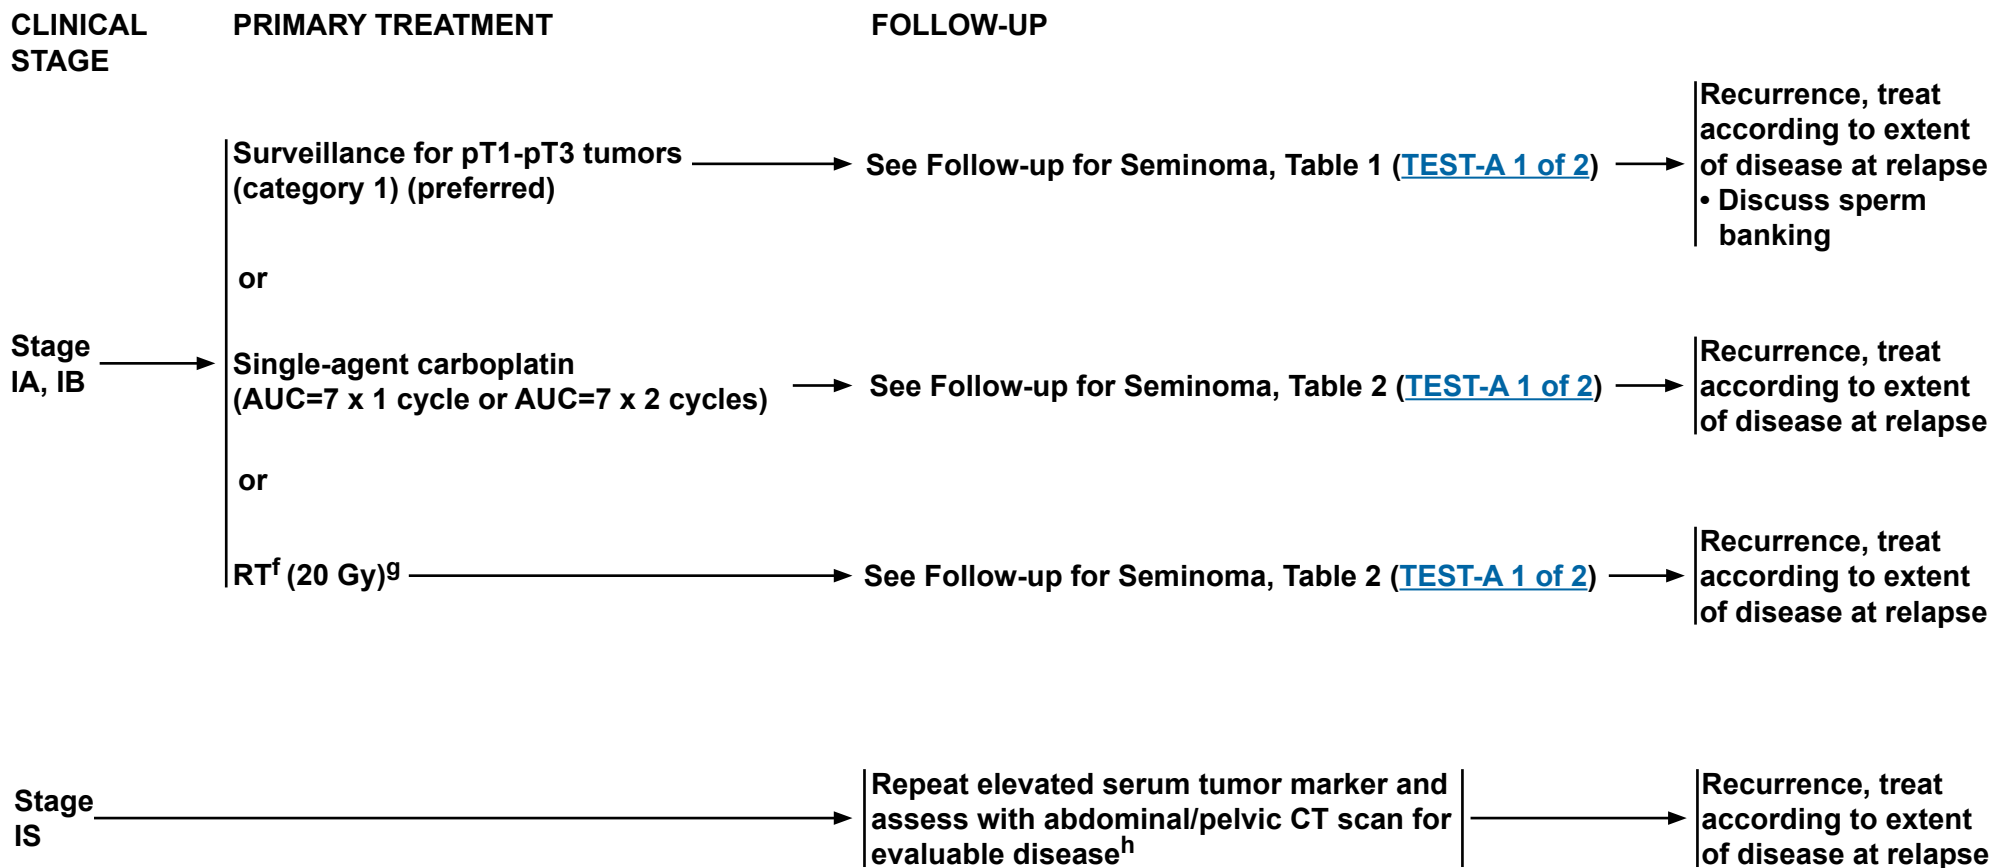 CLINICAL
STAGE
PRIMARY TREATMENT
FOLLOW-UP
Stage
IA, IB
Surveillance for pT1-pT3 tumors
(category 1) (preferred)
See Follow-up for Seminoma, Table 1 (TEST-A 1 of 2)
Recurrence, treat
according to extent
of disease at relapse
• Discuss sperm
banking
or
Single-agent carboplatin
(AUC=7 x 1 cycle or AUC=7 x 2 cycles)
See Follow-up for Seminoma, Table 2 (TEST-A 1 of 2)
Recurrence, treat
according to extent
of disease at relapse
or
RTf (20 Gy)g
See Follow-up for Seminoma, Table 2 (TEST-A 1 of 2)
Recurrence, treat
according to extent
of disease at relapse
Stage
IS
Repeat elevated serum tumor marker and
assess with abdominal/pelvic CT scan for
evaluable diseaseh
Recurrence, treat
according to extent
of disease at relapse